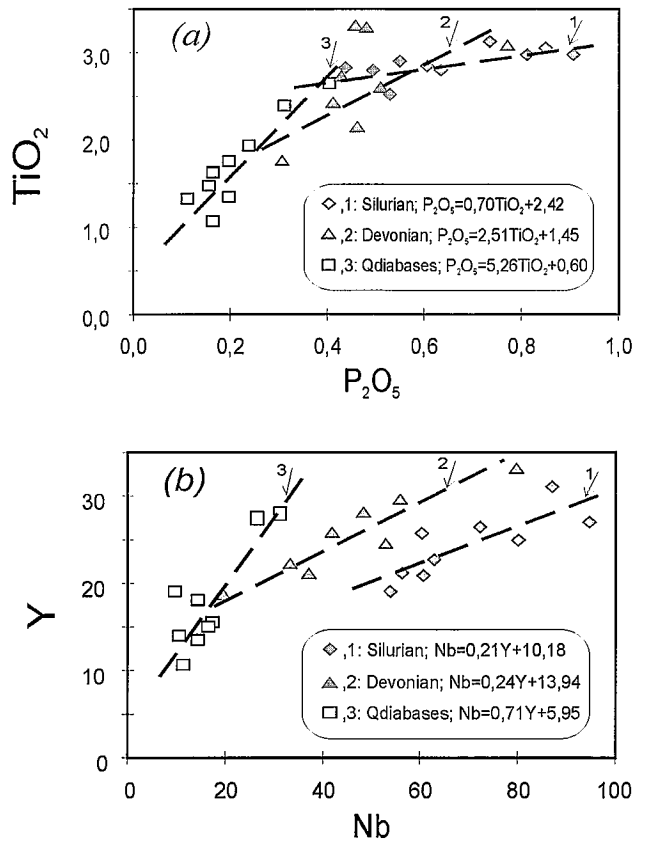 (a)
3,0
2,0
1,0
0,0
TiO₂
3
2
1
◇,1: Silurian; P₂O₅=0,70TiO₂+2,42
△,2: Devonian; P₂O₅=2,51TiO₂+1,45
□,3: Qdiabases; P₂O₅=5,26TiO₂+0,60
0,0 0,2 0,4 0,6 0,8 1,0
P₂O₅
(b)
30
20
10
0
Y
3
2
1
◇,1: Silurian; Nb=0,21Y+10,18
△,2: Devonian; Nb=0,24Y+13,94
□,3: Qdiabases; Nb=0,71Y+5,95
0 20 40 60 80 100
Nb